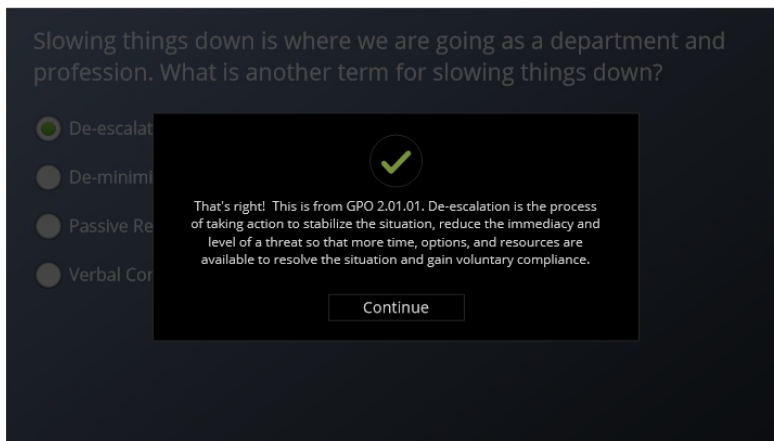 Slowing things down is where we are going as a department and
profession. What is another term for slowing things down?
De-escalat
De-minimi
Passive Re
Verbal Cor
That's right! This is from GPO 2.01.01. De-escalation is the process
of taking action to stabilize the situation, reduce the immediacy and
level of a threat so that more time, options, and resources are
available to resolve the situation and gain voluntary compliance.
Continue